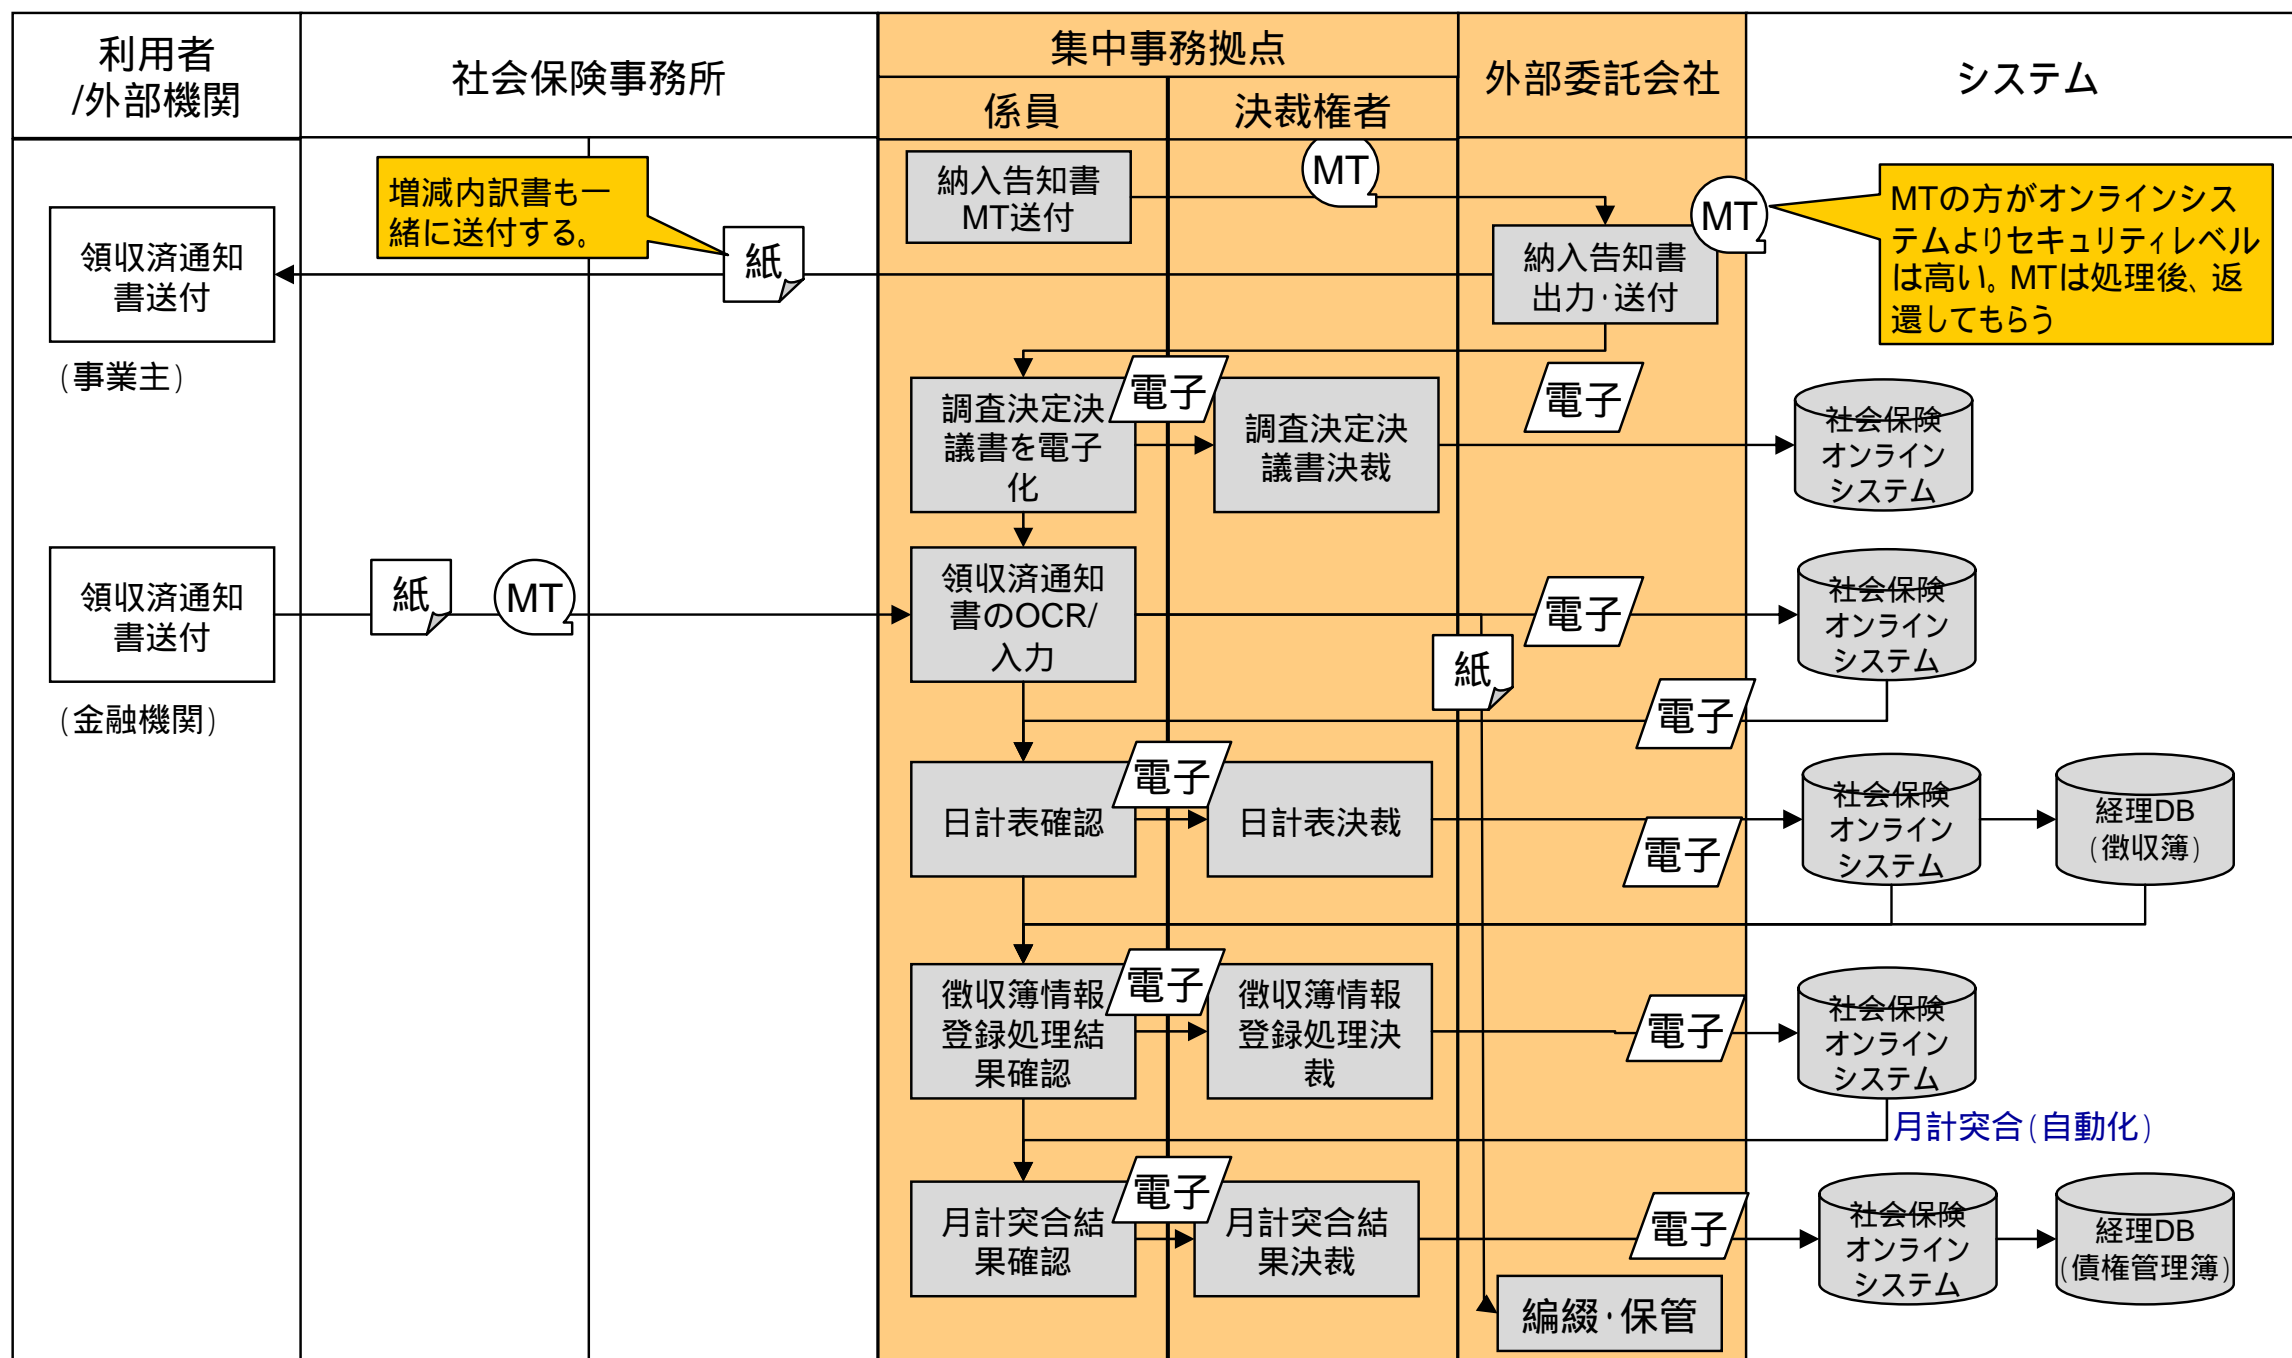 利用者
/外部機関
社会保険事務所
集中事務拠点
係員
決裁権者
外部委託会社
システム
増減内訳書も一
緒に送付する。
紙
領収済通知
書送付
(事業主)
納入告知書
MT送付
MT
納入告知書
出力・送付
MT
MTの方がオンラインシス
テムよりセキュリティレベル
は高い。MTは処理後、返
還してもらう
調査決定決
議書を電子
化
電子
調査決定決
議書決裁
電子
社会保険
オンライン
システム
領収済通知
書送付
(金融機関)
紙
MT
領収済通知
書のOCR/
入力
電子
社会保険
オンライン
システム
紙
電子
日計表確認
電子
日計表決裁
電子
社会保険
オンライン
システム
経理DB
(徴収簿)
徴収簿情報
登録処理結
果確認
電子
徴収簿情報
登録処理決
裁
電子
社会保険
オンライン
システム
月計突合(自動化)
月計突合結
果確認
電子
月計突合結
果決裁
電子
社会保険
オンライン
システム
経理DB
(債権管理簿)
編綴・保管